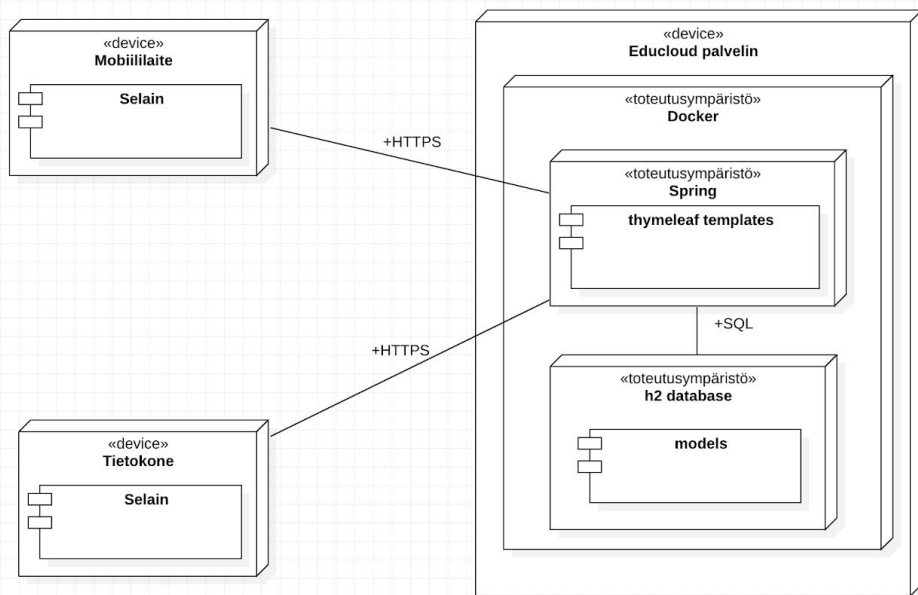 «device»
Mobiililaite
Selain
«device»
Educloud palvelin
«toteutusympäristö»
Docker
+HTTPS
«toteutusympäristö»
Spring
thymeleaf templates
+SQL
+HTTPS
«toteutusympäristö»
h2 database
models
«device»
Tietokone
Selain